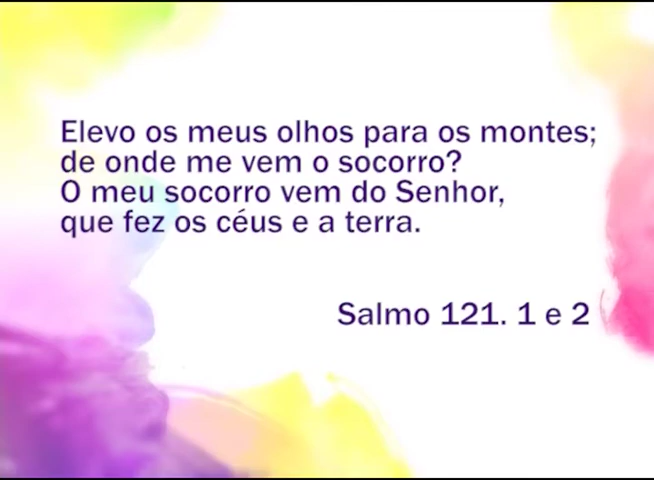 Elevo os meus olhos para os montes;
de onde me vem o socorro?
O meu socorro vem do Senhor,
que fez os céus e a terra.
Salmo 121. 1 e 2